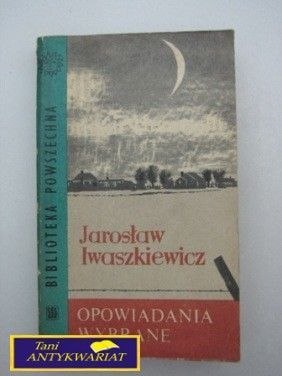 BIBLIOTEKA POWSZECHNA
Jarosław
Iwaszkiewicz
OPOWIADANIA
WYBRANE
Tani
ANTYKWARIAT